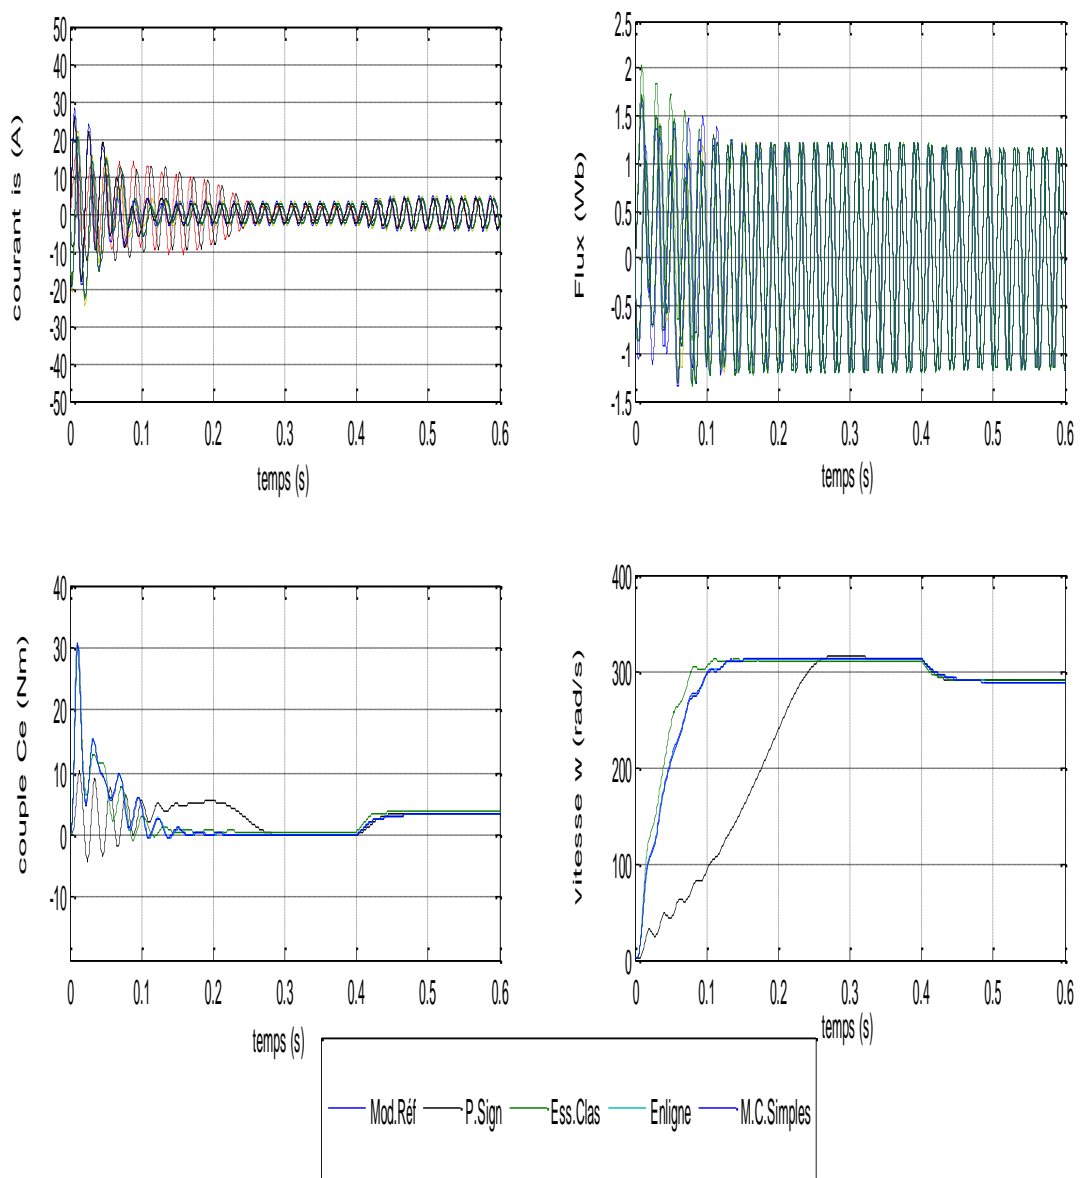 50
40
30
20
10
0
-10
-20
-30
-40
-50
courant is (A)
0 0.1 0.2 0.3 0.4 0.5 0.6
temps (s)
2.5
2
1.5
1
0.5
0
-0.5
-1
-1.5
Flux (Wb)
0 0.1 0.2 0.3 0.4 0.5 0.6
temps (s)
40
30
20
10
0
-10
couple Ce (Nm)
0 0.1 0.2 0.3 0.4 0.5 0.6
temps (s)
400
300
200
100
0
vitesse w (rad/s)
0 0.1 0.2 0.3 0.4 0.5 0.6
temps (s)
Mod.Réf P.Sign Ess.Clas Enligne M.C.Simples